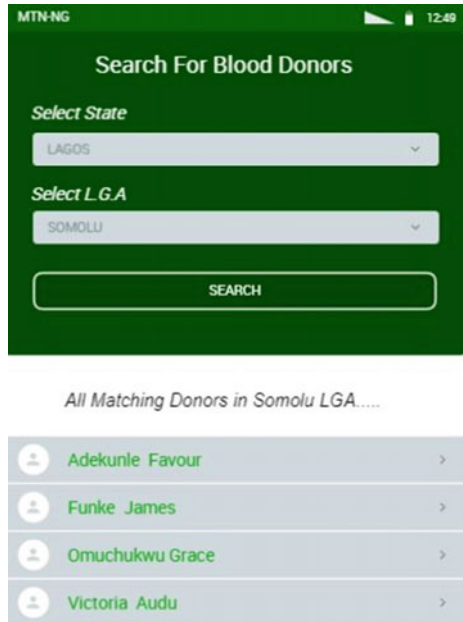 MTN-NG 12:49
Search For Blood Donors
Select State
LAGOS
Select L.G.A
SOMOLU
SEARCH
All Matching Donors in Somolu LGA.....
Adekunle Favour
Funke James
Omuchukwu Grace
Victoria Audu